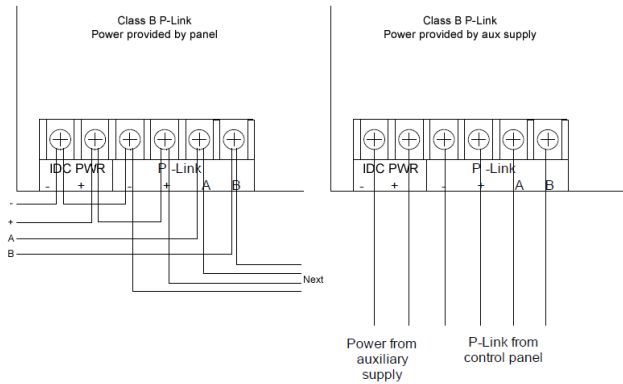 Class B P-Link
Power provided by panel
IDC PWR
P -Link
- + - + A B
-
+
A
B
Next
Class B P-Link
Power provided by aux supply
IDC PWR
P -Link
- + - + A B
Power from
auxiliary
supply
P-Link from
control panel